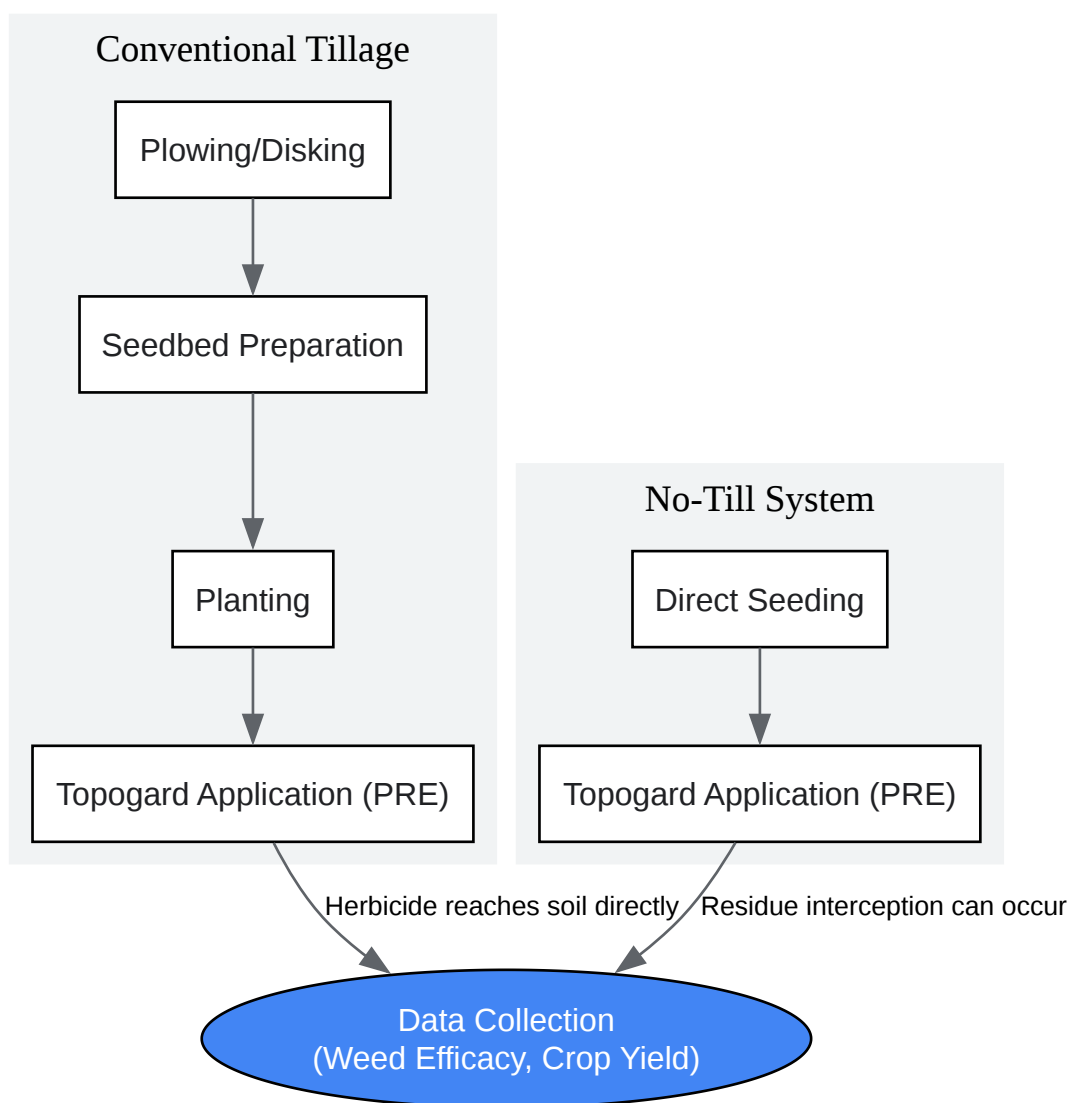 Conventional Tillage
Plowing/Disking
Seedbed Preparation
Planting
Topogard Application (PRE)
No-Till System
Direct Seeding
Topogard Application (PRE)
Herbicide reaches soil directly
Residue interception can occur
Data Collection
(Weed Efficacy, Crop Yield)